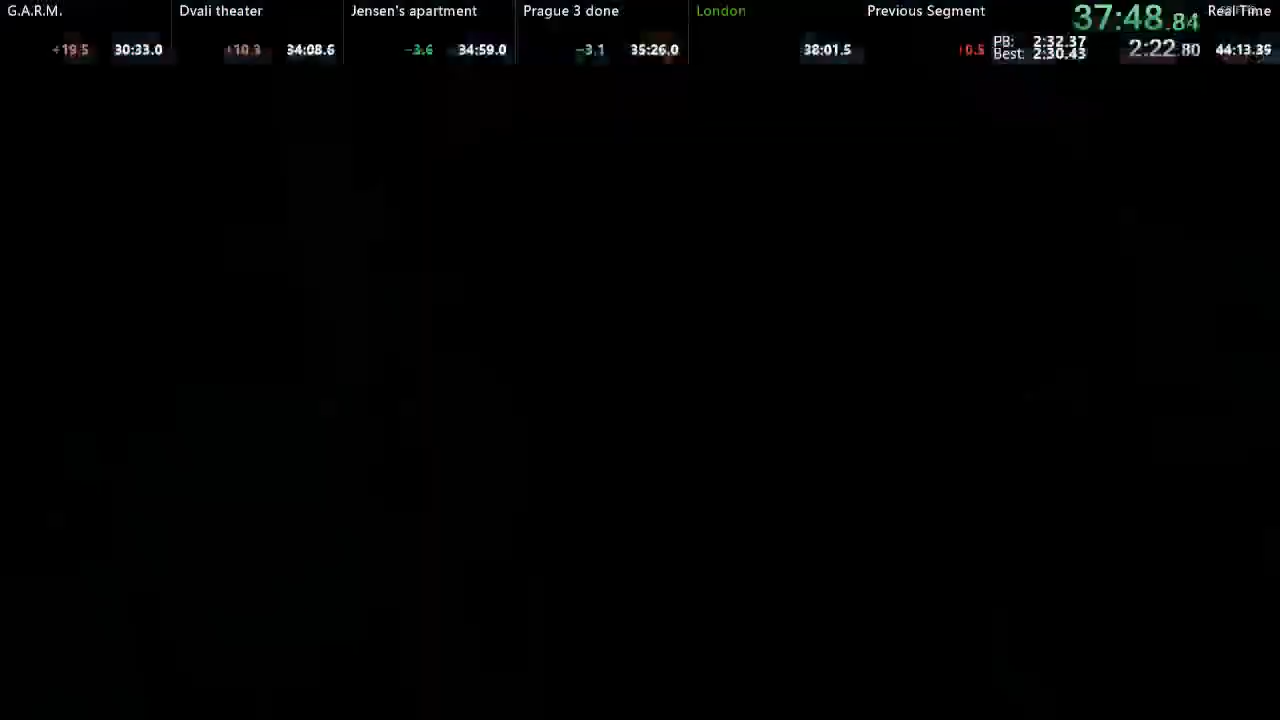 G.A.R.M.
+19.5 30:33.0
Dvali theater
+10.3 34:08.6
Jensen's apartment
−3.6 34:59.0
Prague 3 done
−3.1 35:26.0
London
38:01.5
Previous Segment
+0.5
PB: 2:32.37
Best: 2:30.43
37:48.84
2:22.80
Real Time
44:13.39